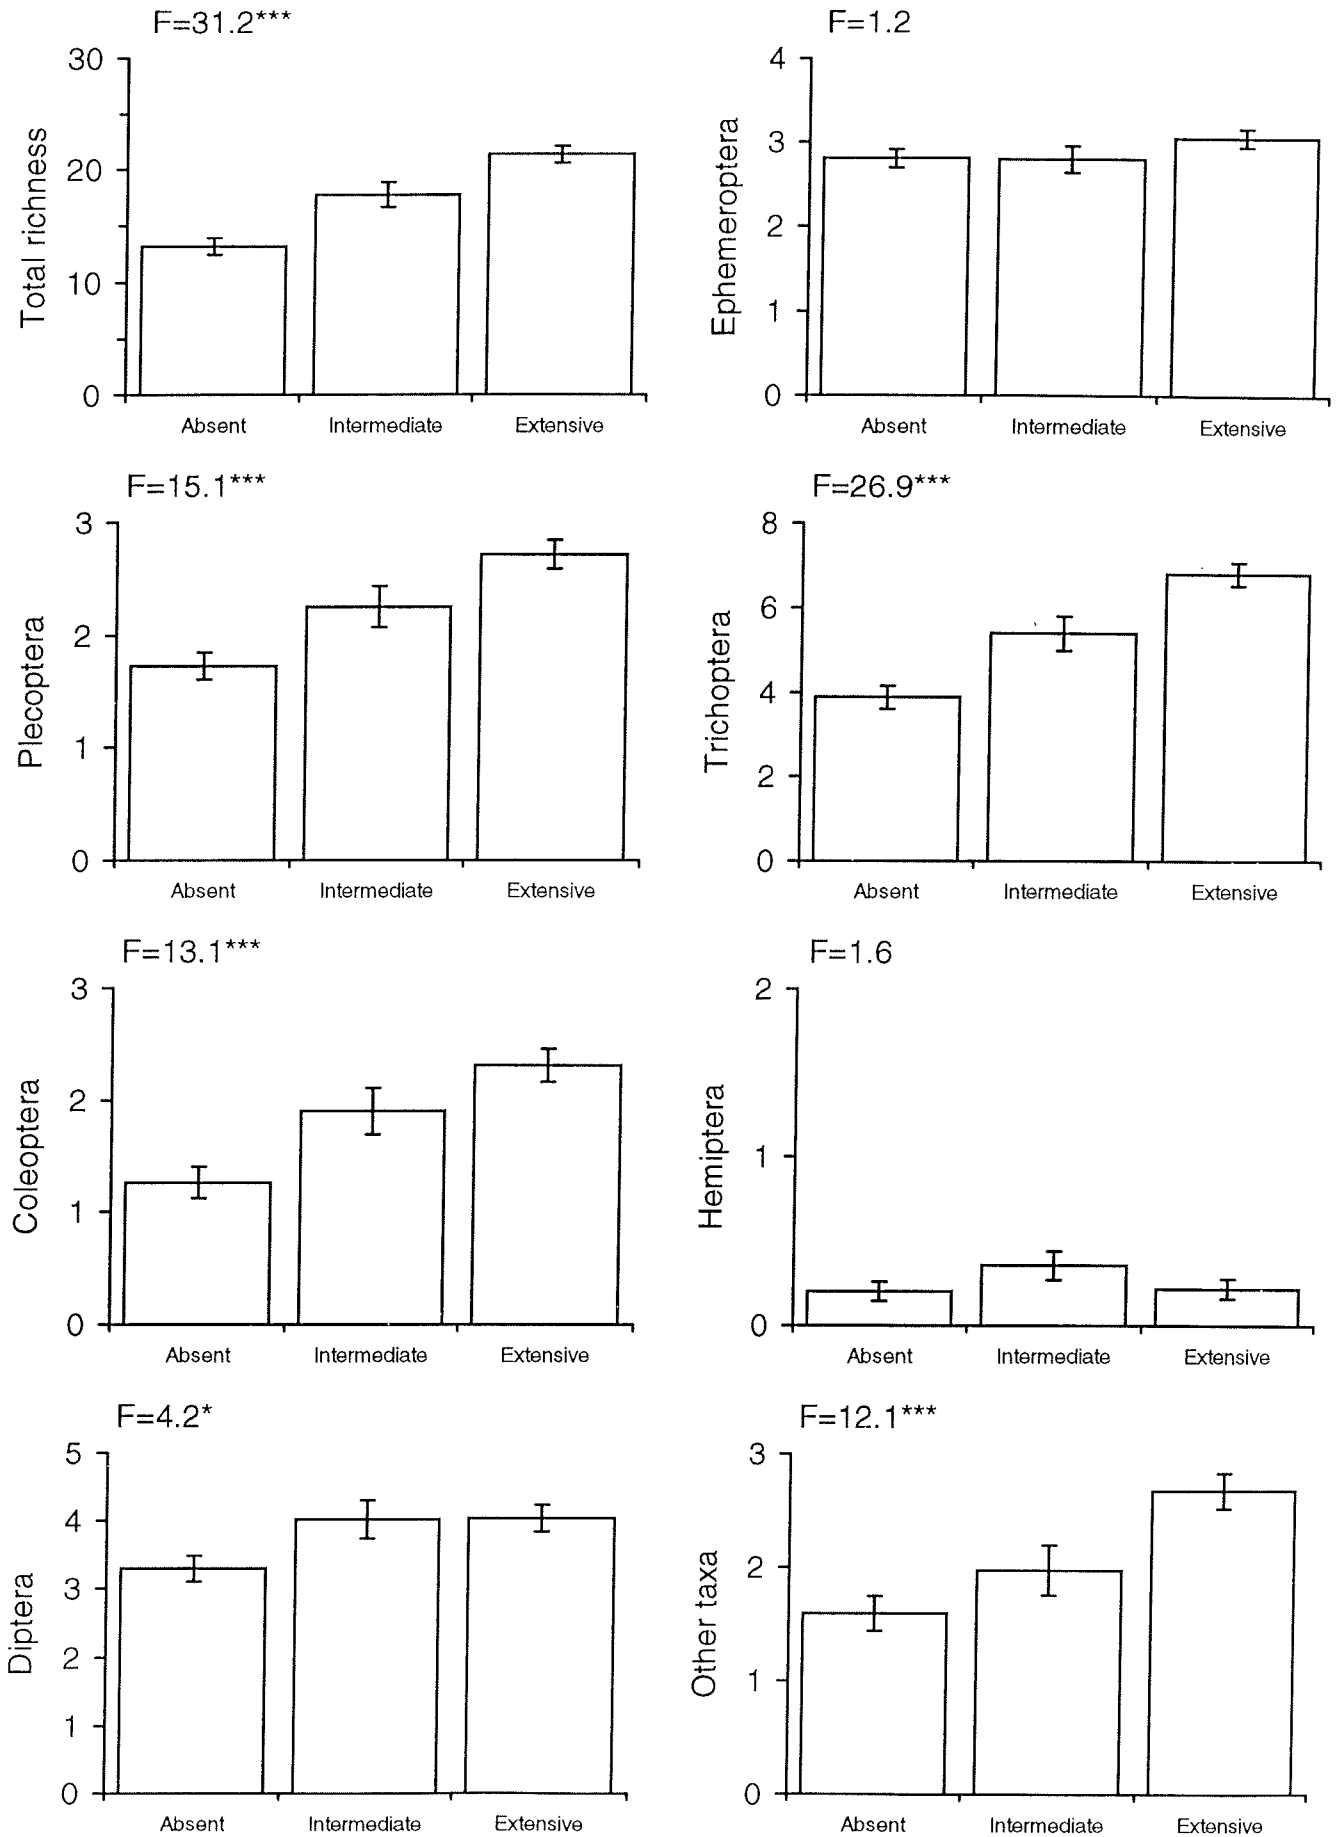 F=31.2***
30
20
10
0
Total richness
Absent Intermediate Extensive
F=1.2
4
3
2
1
0
Ephemeroptera
Absent Intermediate Extensive
F=15.1***
3
2
1
0
Plecoptera
Absent Intermediate Extensive
F=26.9***
8
6
4
2
0
Trichoptera
Absent Intermediate Extensive
F=13.1***
3
2
1
0
Coleoptera
Absent Intermediate Extensive
F=1.6
2
1
0
Hemiptera
Absent Intermediate Extensive
F=4.2*
5
4
3
2
1
0
Diptera
Absent Intermediate Extensive
F=12.1***
3
2
1
0
Other taxa
Absent Intermediate Extensive